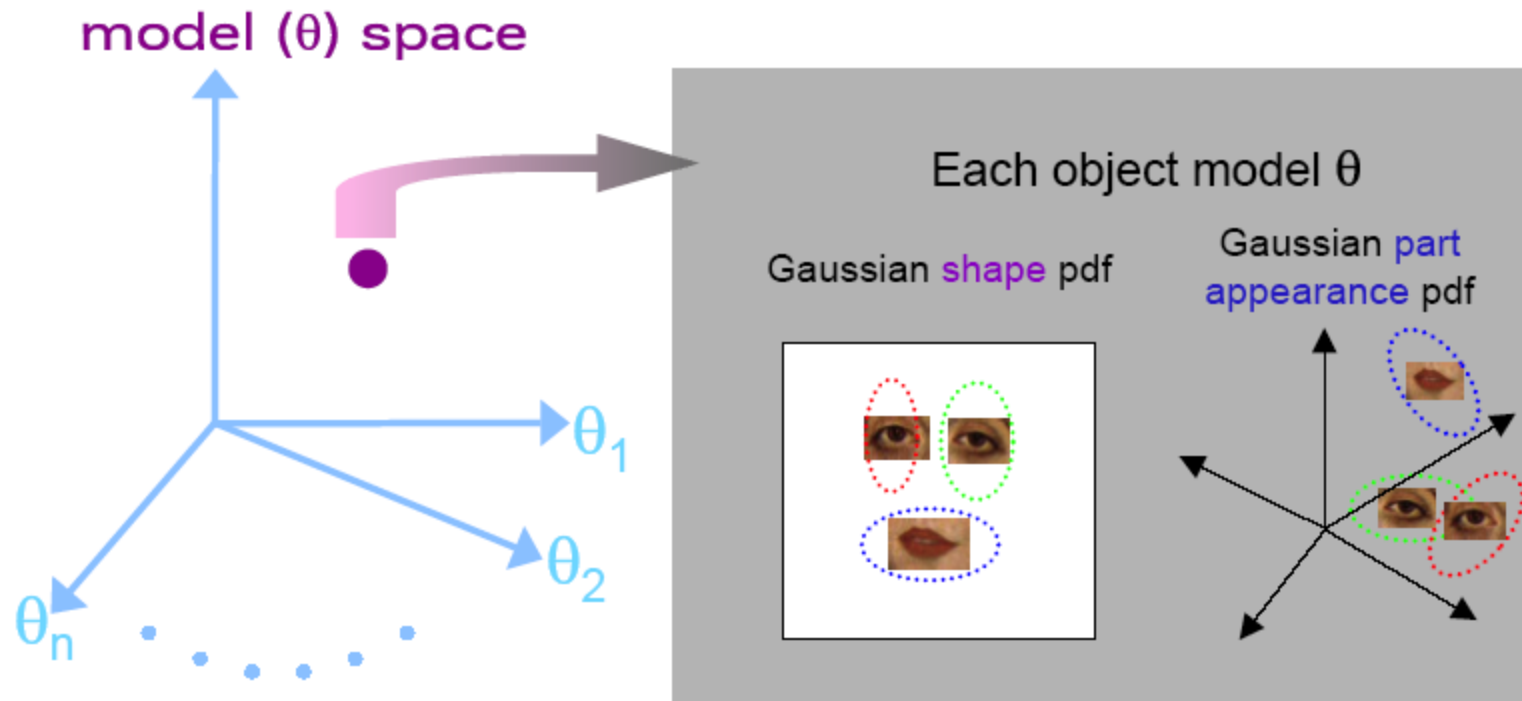 model (θ) space
θ1
θ2
θn
Each object model θ
Gaussian shape pdf
Gaussian part
appearance pdf